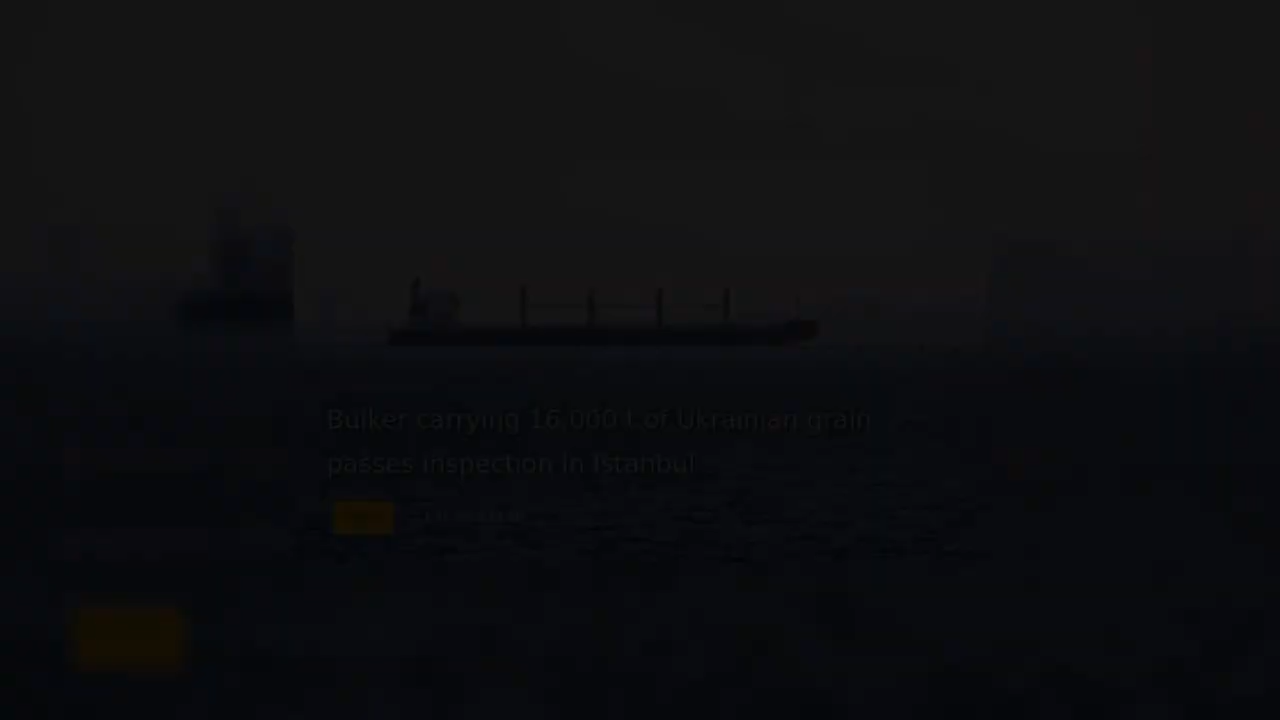 Bulker carrying 16,000 t of Ukrainian grain
passes inspection in Istanbul